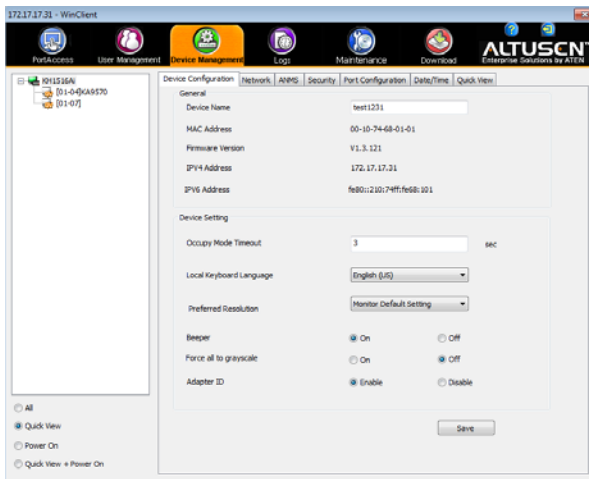 172.17.17.31 - WinClient
PortAccess User Management Device Management Logs Maintenance Download
ALTUSCN
Enterprise Solutions by ATEN
KH1516Ai
[01-04]KA9570
[01-07]
Device Configuration Network ANMS Security Port Configuration Date/Time Quick View
General
Device Name test1231
MAC Address 00-10-74-68-01-01
Firmware Version V1.3.121
IPV4 Address 172.17.17.31
IPV6 Address fe80::210:74ff:fe68:101
Device Setting
Occupy Mode Timeout 3 sec
Local Keyboard Language English (US)
Preferred Resolution Monitor Default Setting
Beeper On Off
Force all to grayscale On Off
Adapter ID Enable Disable
Save
All
Quick View
Power On
Quick View + Power On